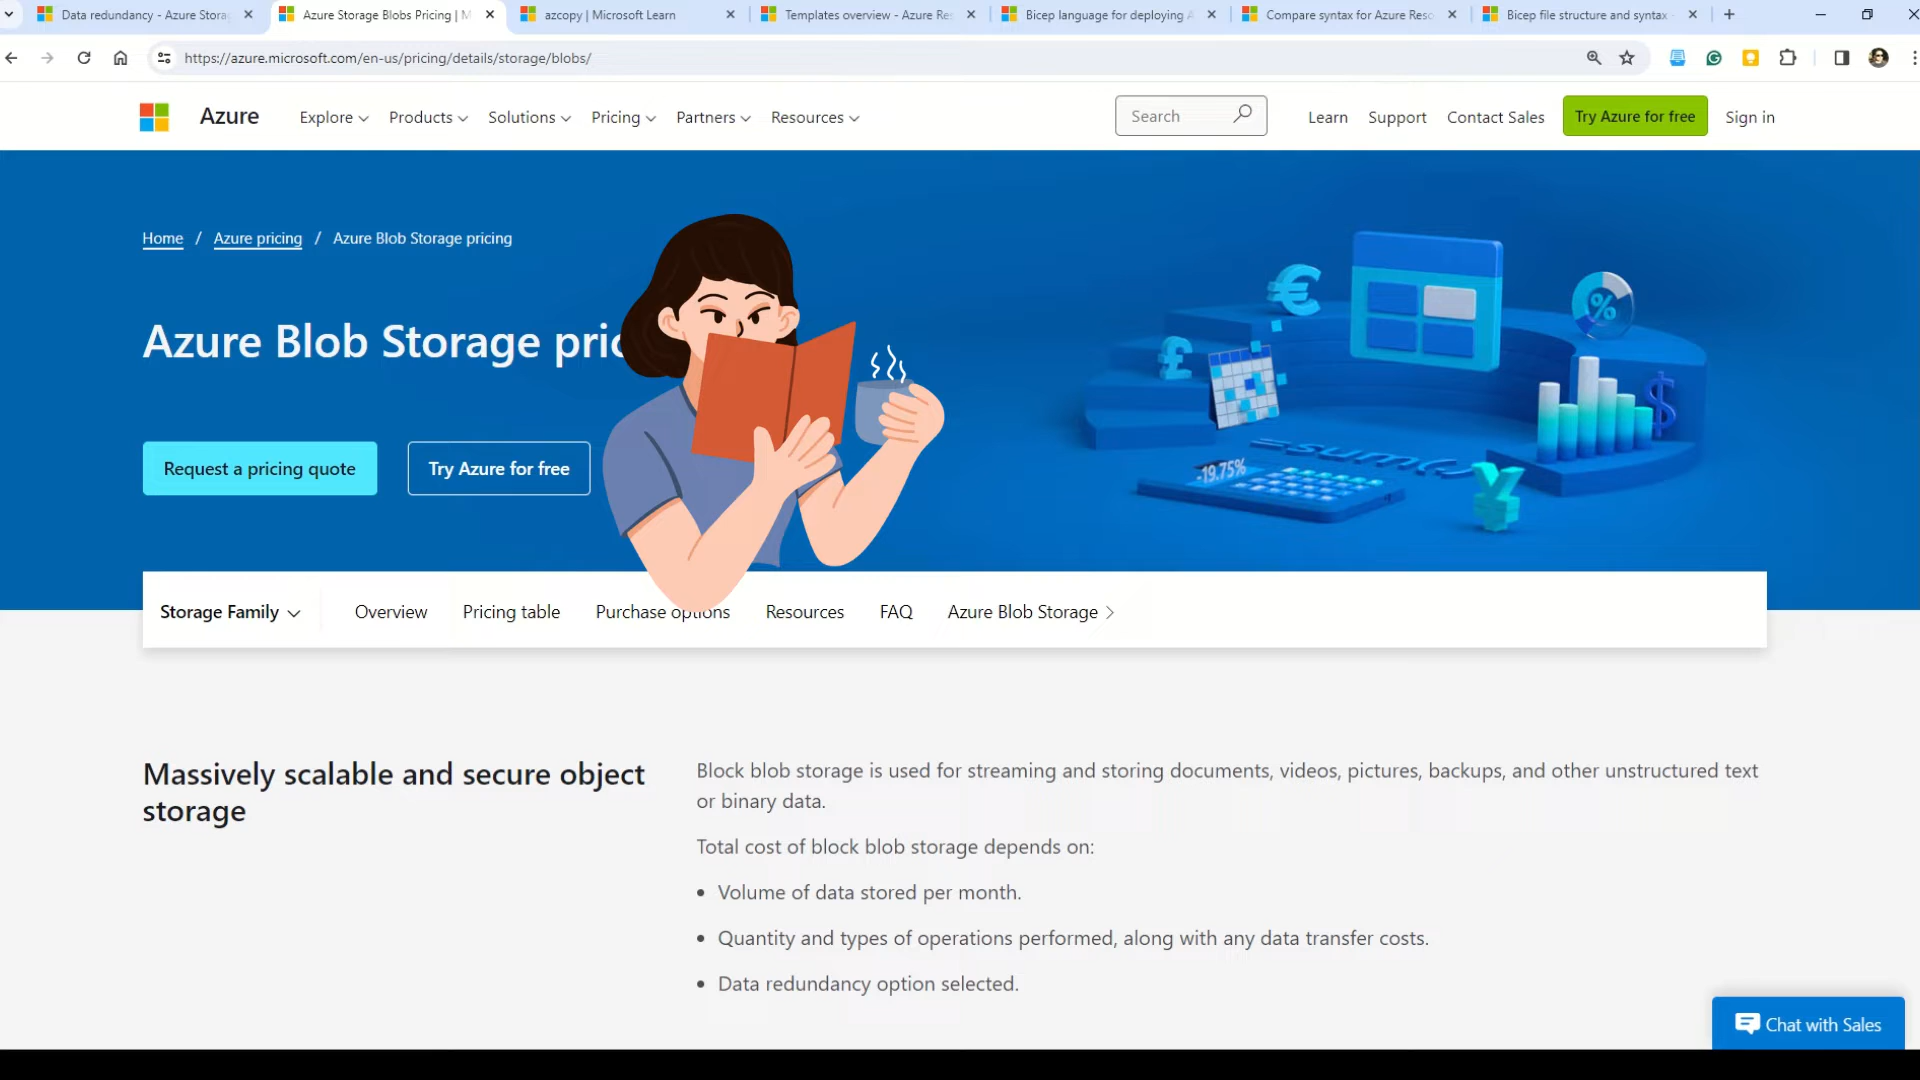 Data redundancy - Azure Stora
Azure Storage Blobs Pricing | M
azcopy | Microsoft Learn
Templates overview - Azure Res
Bicep language for deploying A
Compare syntax for Azure Reso
Bicep file structure and syntax -
https://azure.microsoft.com/en-us/pricing/details/storage/blobs/
Azure
Explore
Products
Solutions
Pricing
Partners
Resources
Search
Learn
Support
Contact Sales
Try Azure for free
Sign in
Home / Azure pricing / Azure Blob Storage pricing
Azure Blob Storage pric
Request a pricing quote
Try Azure for free
€
£
%
$
=sum()
-19.75%
¥
Storage Family
Overview
Pricing table
Purchase options
Resources
FAQ
Azure Blob Storage
Massively scalable and secure object
storage
Block blob storage is used for streaming and storing documents, videos, pictures, backups, and other unstructured text
or binary data.
Total cost of block blob storage depends on:
• Volume of data stored per month.
• Quantity and types of operations performed, along with any data transfer costs.
• Data redundancy option selected.
Chat with Sales